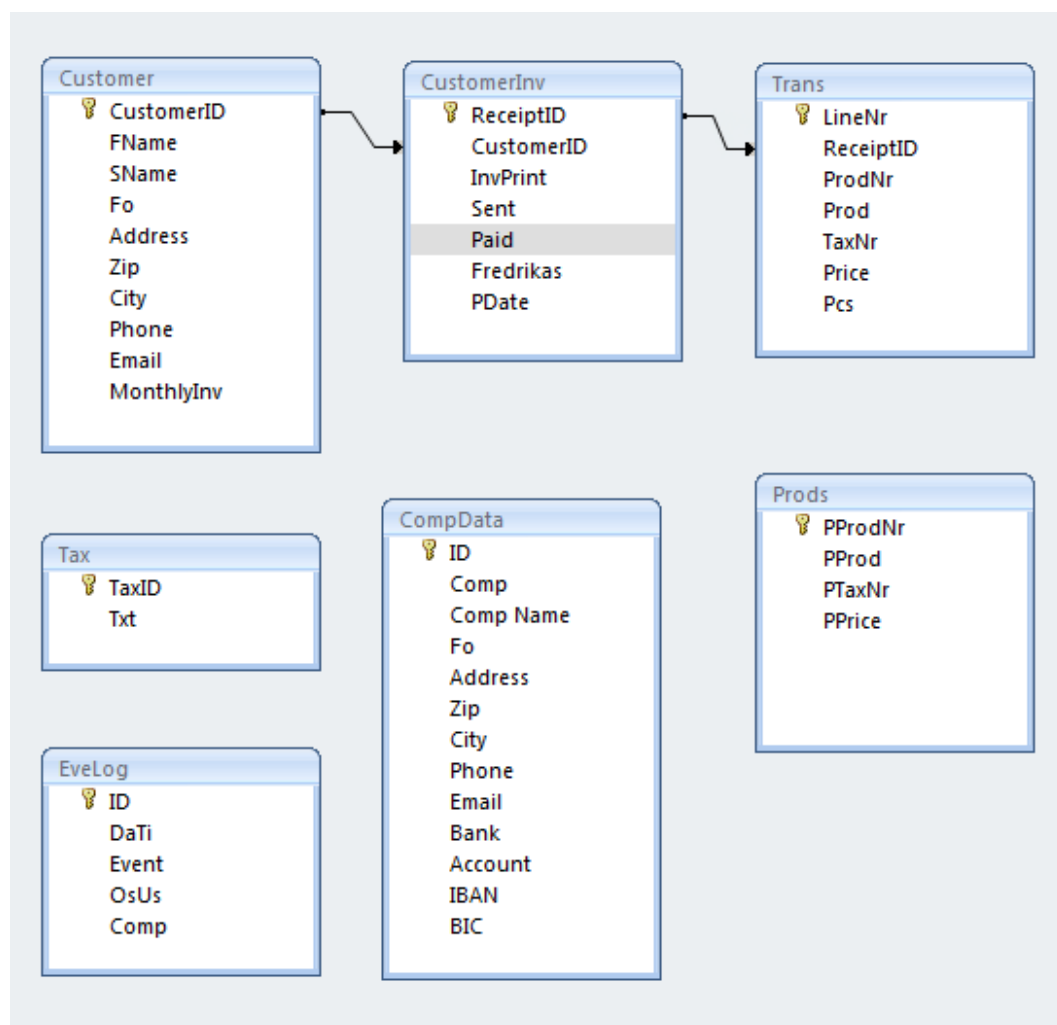 Customer
CustomerID
FName
SName
Fo
Address
Zip
City
Phone
Email
MonthlyInv
CustomerInv
ReceiptID
CustomerID
InvPrint
Sent
Paid
Fredrikas
PDate
Trans
LineNr
ReceiptID
ProdNr
Prod
TaxNr
Price
Pcs
Tax
TaxID
Txt
CompData
ID
Comp
Comp Name
Fo
Address
Zip
City
Phone
Email
Bank
Account
IBAN
BIC
Prods
PProdNr
PProd
PTaxNr
PPrice
EveLog
ID
DaTi
Event
OsUs
Comp